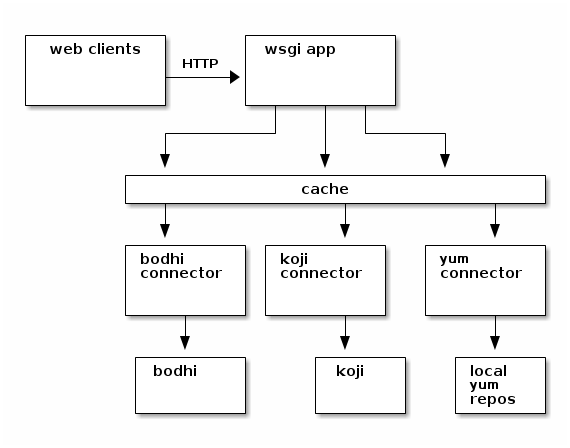 web clients
HTTP
wsgi app
cache
bodhi
connector
koji
connector
yum
connector
bodhi
koji
local
yum
repos